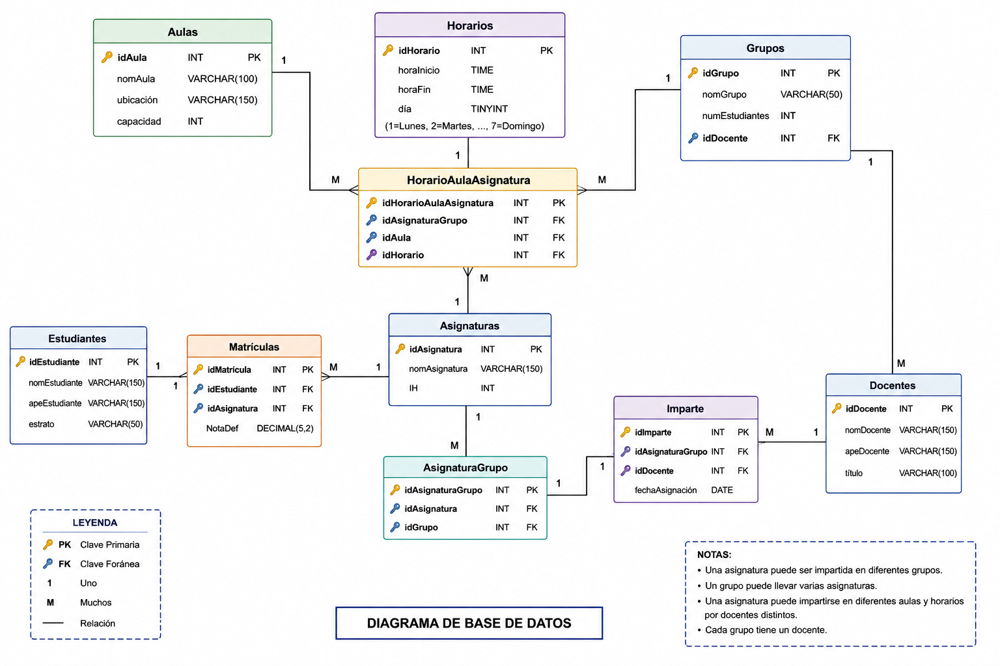 Aulas
idAula INT PK
nomAula VARCHAR(100)
ubicación VARCHAR(150)
capacidad INT
1
Horarios
idHorario INT PK
horaInicio TIME
horaFin TIME
día TINYINT
(1=Lunes, 2=Martes, ..., 7=Domingo)
1
Grupos
idGrupo INT PK
nomGrupo VARCHAR(50)
numEstudiantes INT
idDocente INT FK
1
1
M
M
HorarioAulaAsignatura
idHorarioAulaAsignatura INT PK
idAsignaturaGrupo INT FK
idAula INT FK
idHorario INT FK
M
1
Estudiantes
idEstudiante INT PK
nomEstudiante VARCHAR(150)
apeEstudiante VARCHAR(150)
estrato VARCHAR(50)
1
1
Matrículas
idMatrícula INT PK
idEstudiante INT FK
idAsignatura INT FK
NotaDef DECIMAL(5,2)
M
1
Asignaturas
idAsignatura INT PK
nomAsignatura VARCHAR(150)
IH INT
1
M
AsignaturaGrupo
idAsignaturaGrupo INT PK
idAsignatura INT FK
idGrupo INT FK
1
1
Imparte
idImparte INT PK
idAsignaturaGrupo INT FK
idDocente INT FK
fechaAsignación DATE
M
1
M
Docentes
idDocente INT PK
nomDocente VARCHAR(150)
apeDocente VARCHAR(150)
título VARCHAR(100)
LEYENDA
PK Clave Primaria
FK Clave Foránea
1 Uno
M Muchos
Relación
DIAGRAMA DE BASE DE DATOS
NOTAS:
• Una asignatura puede ser impartida en diferentes grupos.
• Un grupo puede llevar varias asignaturas.
• Una asignatura puede impartirse en diferentes aulas y horarios
por docentes distintos.
• Cada grupo tiene un docente.